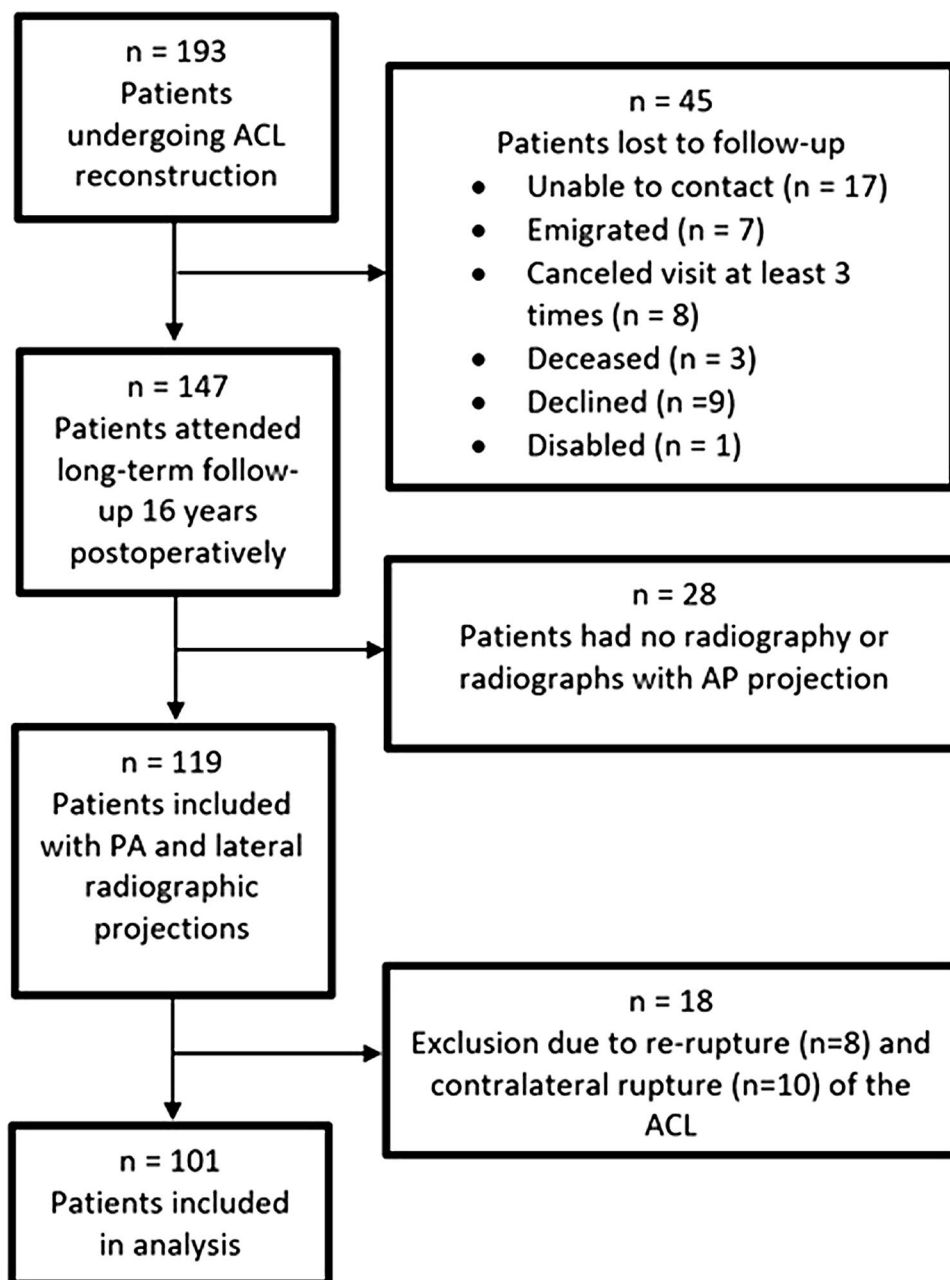 n = 193
Patients
undergoing ACL
reconstruction
n = 45
Patients lost to follow-up
• Unable to contact (n = 17)
• Emigrated (n = 7)
• Canceled visit at least 3
times (n = 8)
• Deceased (n = 3)
• Declined (n =9)
• Disabled (n = 1)
n = 147
Patients attended
long-term follow-
up 16 years
postoperatively
n = 28
Patients had no radiography or
radiographs with AP projection
n = 119
Patients included
with PA and lateral
radiographic
projections
n = 18
Exclusion due to re-rupture (n=8) and
contralateral rupture (n=10) of the
ACL
n = 101
Patients included
in analysis